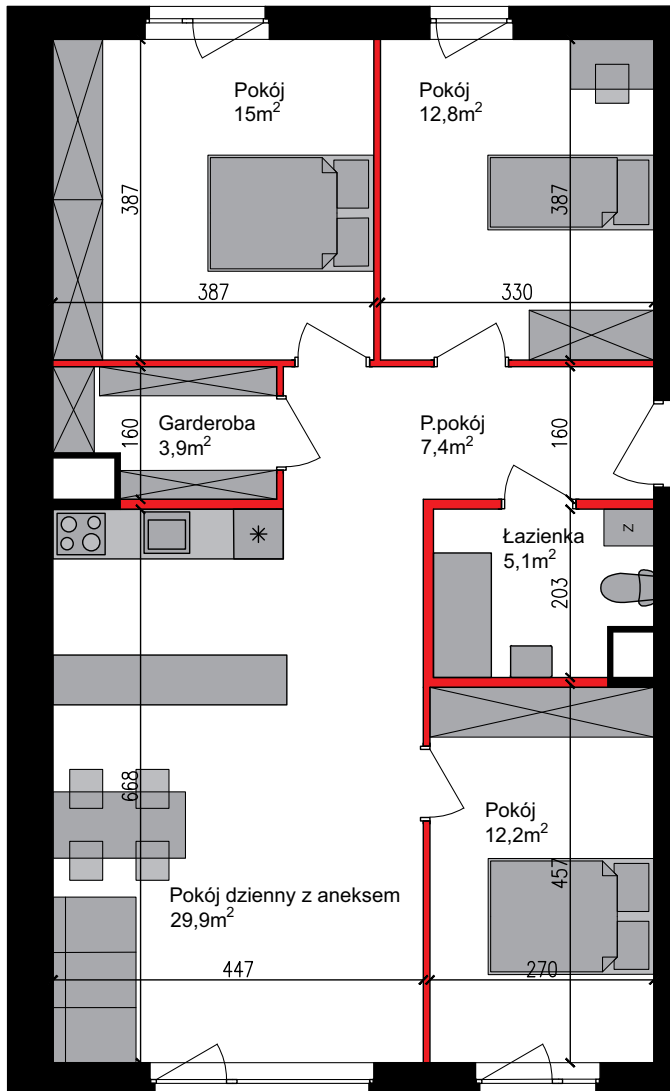 Pokój
15m²
Pokój
12,8m²
387
387
387
330
Garderoba
3,9m²
160
P.pokój
7,4m²
160
Łazienka
5,1m²
Z
203
668
Pokój
12,2m²
457
Pokój dzienny z aneksem
29,9m²
447
270